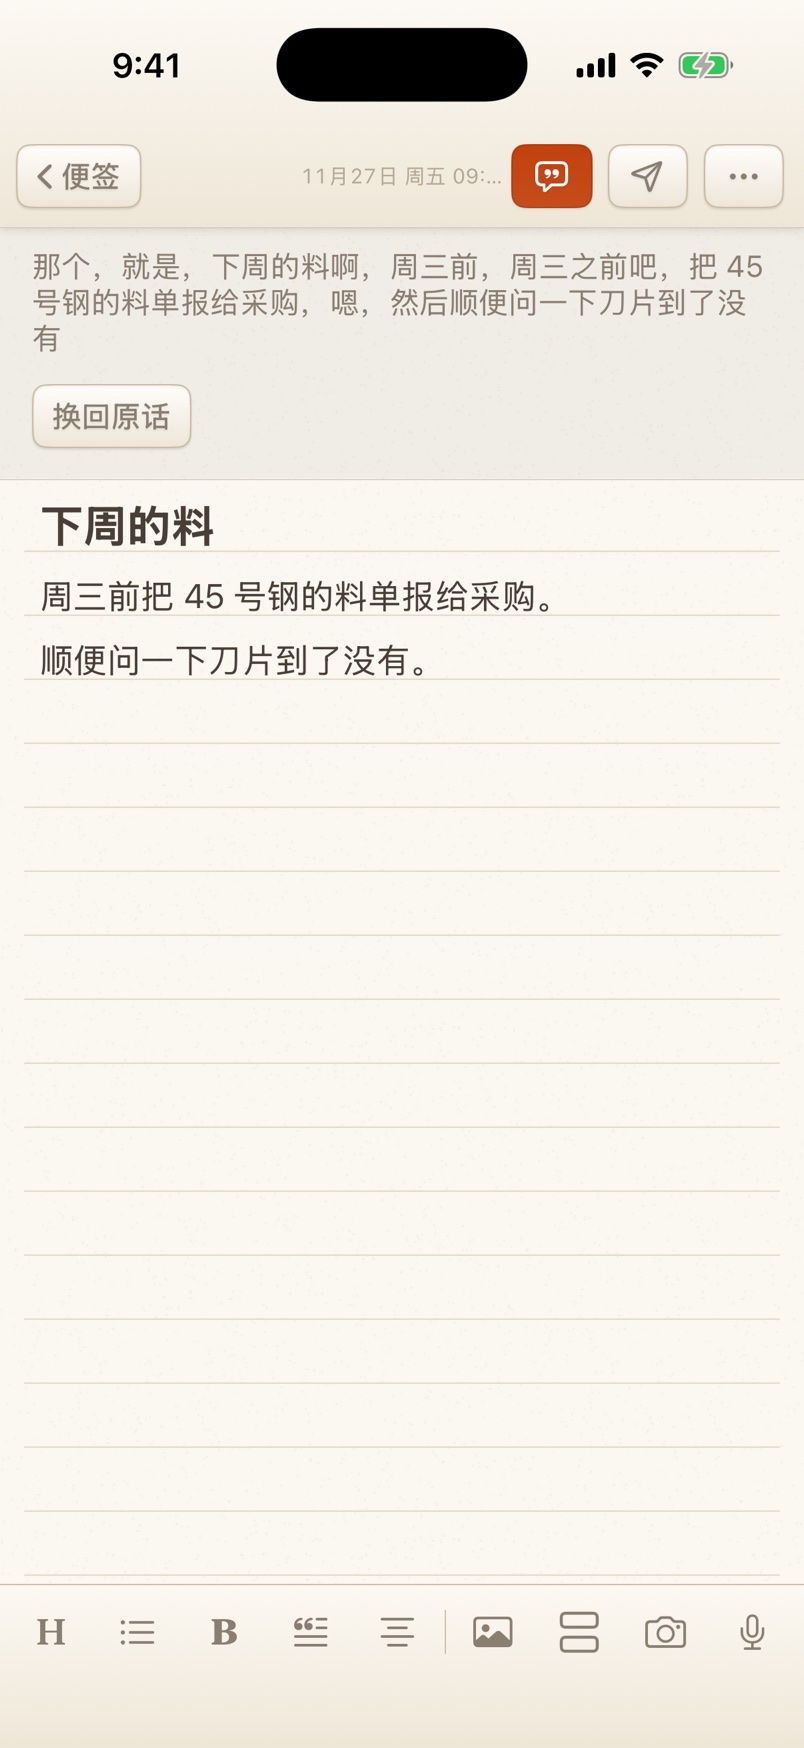 9:41
便签
11月27日 周五 09:...
那个，就是，下周的料啊，周三前，周三之前吧，把 45
号钢的料单报给采购，嗯，然后顺便问一下刀片到了没
有
换回原话
下周的料
周三前把 45 号钢的料单报给采购。
顺便问一下刀片到了没有。
H B